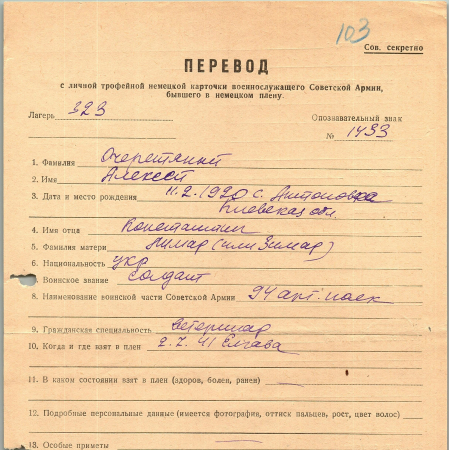 103
Сов. секретно
ПЕРЕВОД
с личной трофейной немецкой карточки военнослужащего Советской Армии,
бывшего в немецком плену.
Лагерь 323
Опознавательный знак
№ 1433
1. Фамилия Очеретяный
2. Имя Алексей
3. Дата и место рождения 11.2.1920 с. Антоновка
Киевская обл.
4. Имя отца Константин
5. Фамилия матери Лимар (или Зимар)
6. Национальность укр
7. Воинское звание солдат
8. Наименование воинской части Советской Армии 94 арт.
9. Гражданская специальность ветеринар
10. Когда и где взят в плен 2.7.41 Елгава
11. В каком состоянии взят в плен (здоров, болен, ранен)
12. Подробные персональные данные (имеется фотография, оттиск пальцев, рост, цвет волос)
13. Особые приметы